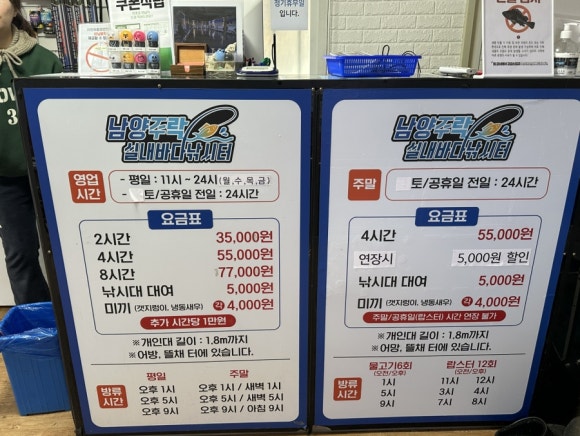 쿠폰적립
정기휴무일
입니다.
남양주락
실내바다낚시터
영업
시간
- 평일 : 11시~24시(월,수,목,금)
- 토/공휴일 전일 : 24시간
요금표
2시간 35,000원
4시간 55,000원
8시간 77,000원
낚시대 대여 5,000원
미끼 (갯지렁이, 냉동새우) 각 4,000원
추가 시간당 1만원
※ 개인대 길이 : 1.8m까지
※ 어방, 뜰채 터에 있습니다.
방류
시간
평일 주말
오후 1시 오후 1시 / 새벽 1시
오후 5시 오후 5시 / 새벽 5시
오후 9시 오후 9시 / 아침 9시
남양주락
실내바다낚시터
주말
토/공휴일 전일 : 24시간
요금표
4시간 55,000원
연장시 5,000원 할인
낚시대 대여 5,000원
미끼 (갯지렁이, 냉동새우) 각 4,000원
주말/공휴일(랍스터) 시간 연장 불가
※ 개인대 길이 : 1.8m까지
※ 어망, 뜰채 터에 있습니다.
방류
시간
물고기6회 랍스터 12회
(오전/오후) (오전/오후)
1시 11시 12시
5시 3시 4시
9시 7시 8시